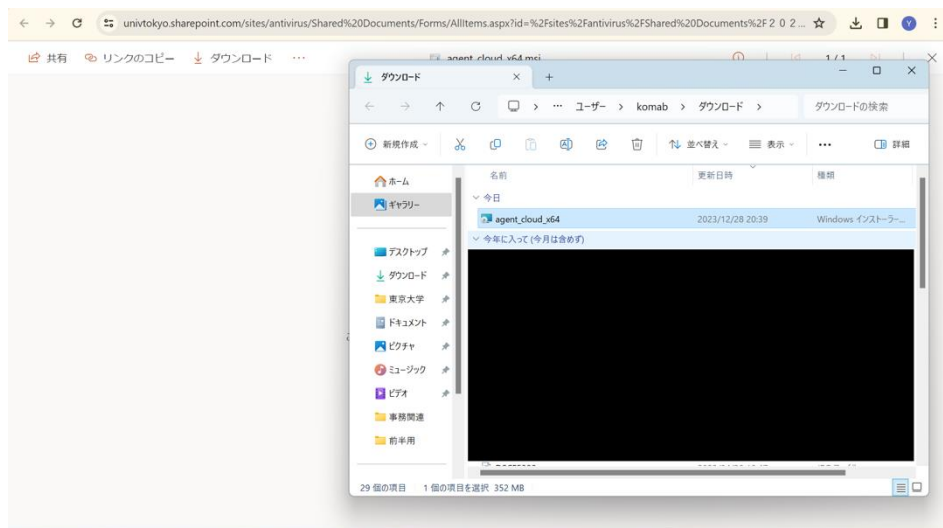 univtokyo.sharepoint.com/sites/antivirus/Shared%20Documents/Forms/AllItems.aspx?id=%2Fsites%2Fantivirus%2FShared%20Documents%2F２０２...
共有 リンクのコピー ダウンロード ... agent_cloud_x64.msi 1 / 1
ダウンロード
... ユーザー > komab > ダウンロード > ダウンロードの検索
新規作成 並べ替え 表示 ... 詳細
名前 更新日時 種類
ホーム
ギャラリー
今日
agent_cloud_x64 2023/12/28 20:39 Windows インストーラー...
今年に入って (今月は含めず)
デスクトップ
ダウンロード
東京大学
ドキュメント
ピクチャ
ミュージック
ビデオ
事務関連
前半用
29 個の項目 1 個の項目を選択 352 MB